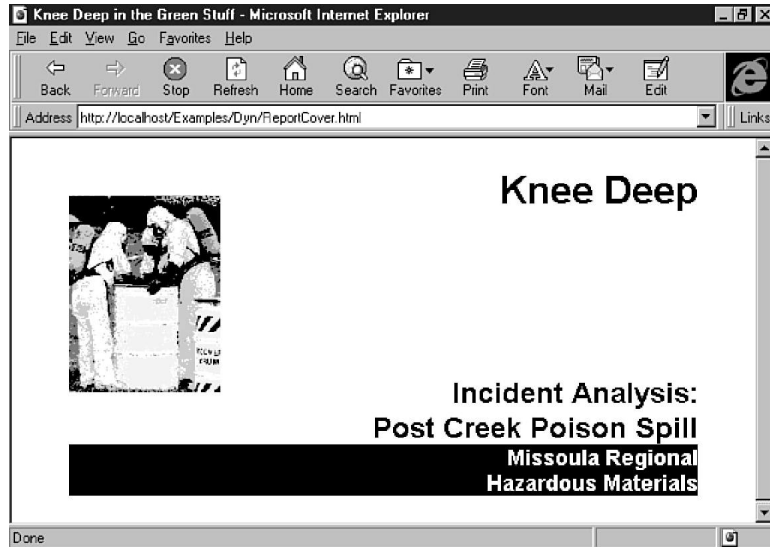 Knee Deep in the Green Stuff - Microsoft Internet Explorer
File Edit View Go Favorites Help
Back Forward Stop Refresh Home Search Favorites Print Font Mail Edit
Address http://localhost/Examples/Dyn/ReportCover.html Links
Knee Deep
Incident Analysis:
Post Creek Poison Spill
Missoula Regional
Hazardous Materials
Done